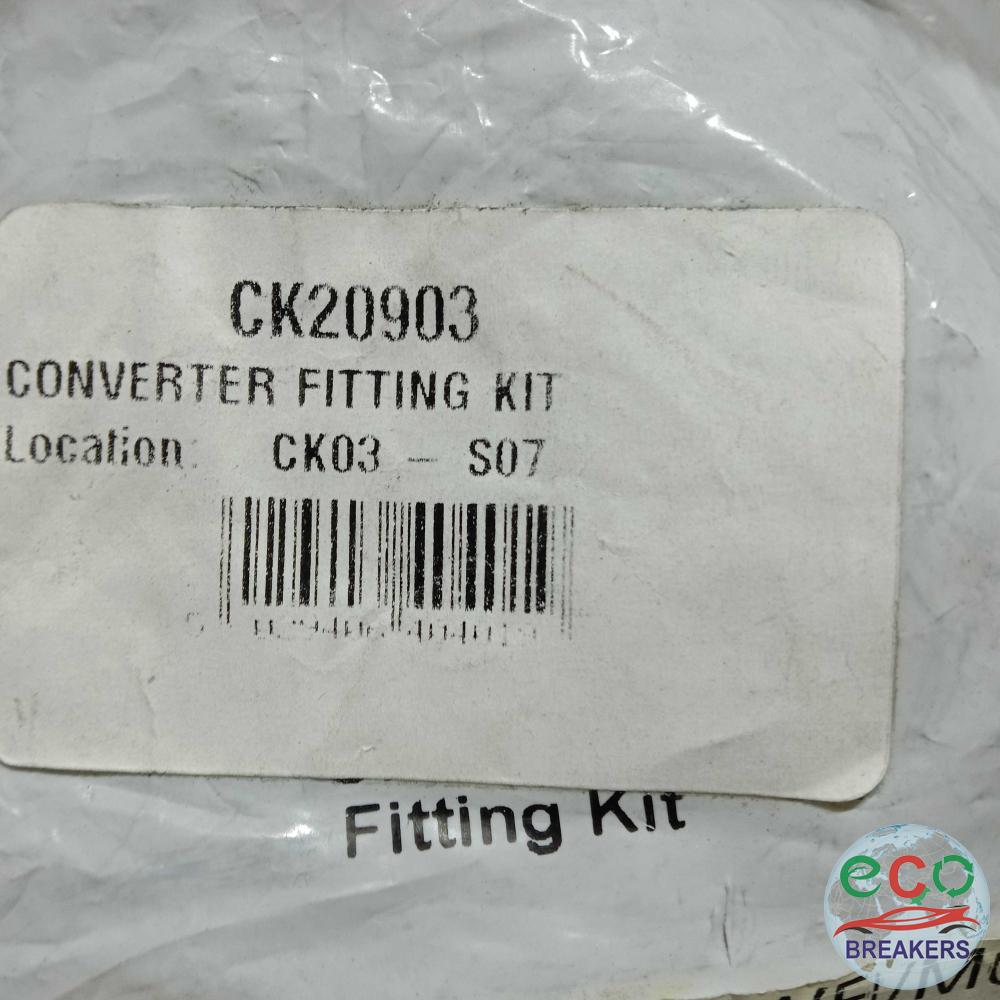 CK20903
CONVERTER FITTING KIT
Location: CK03 - S07
Fitting Kit
eco
BREAKERS